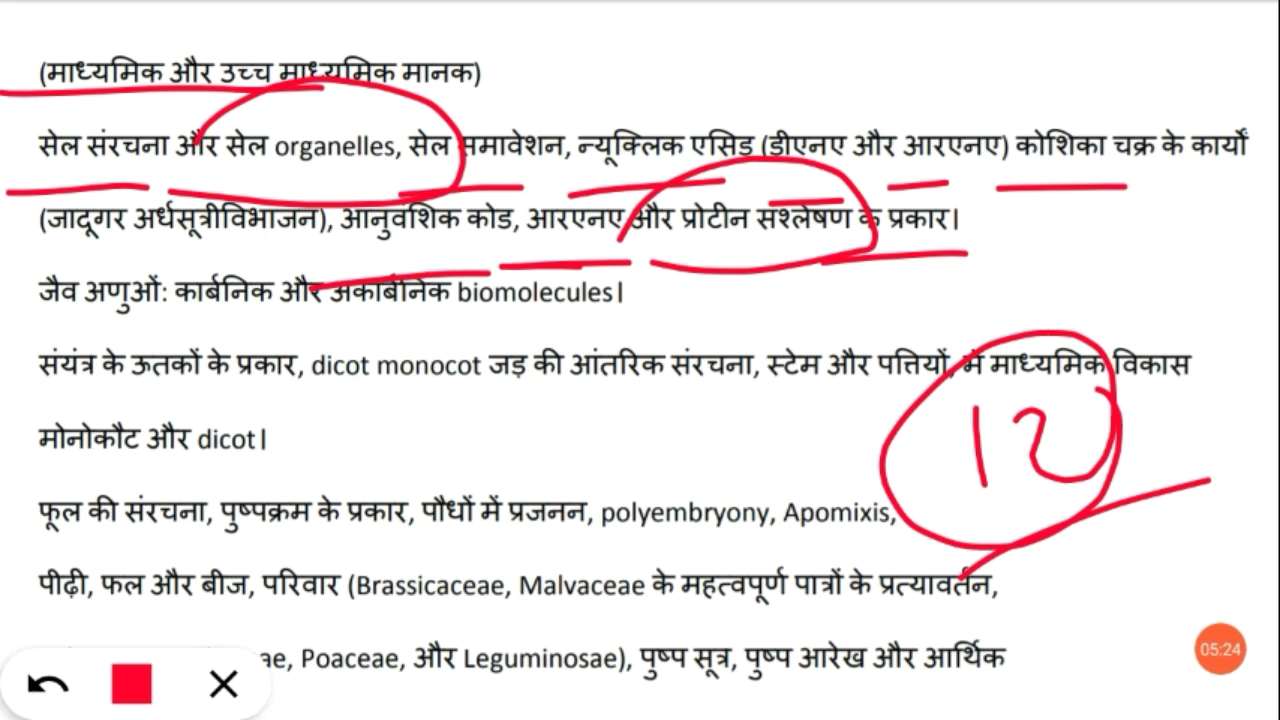 (माध्यमिक और उच्च माध्यमिक मानक)
सेल संरचना और सेल organelles, सेल समावेशन, न्यूक्लिक एसिड (डीएनए और आरएनए) कोशिका चक्र के कार्यों
(जादूगर अर्धसूत्रीविभाजन), आनुवंशिक कोड, आरएनए और प्रोटीन संश्लेषण के प्रकार।
जैव अणुओं: कार्बनिक और अकार्बनिक biomolecules।
संयंत्र के ऊतकों के प्रकार, dicot monocot जड़ की आंतरिक संरचना, स्टेम और पत्तियों, में माध्यमिक विकास
मोनोकौट और dicot।
12
फूल की संरचना, पुष्पक्रम के प्रकार, पौधों में प्रजनन, polyembryony, Apomixis,
पीढ़ी, फल और बीज, परिवार (Brassicaceae, Malvaceae के महत्वपूर्ण पात्रों के प्रत्यावर्तन,
ae, Poaceae, और Leguminosae), पुष्प सूत्र, पुष्प आरेख और आर्थिक
05:24